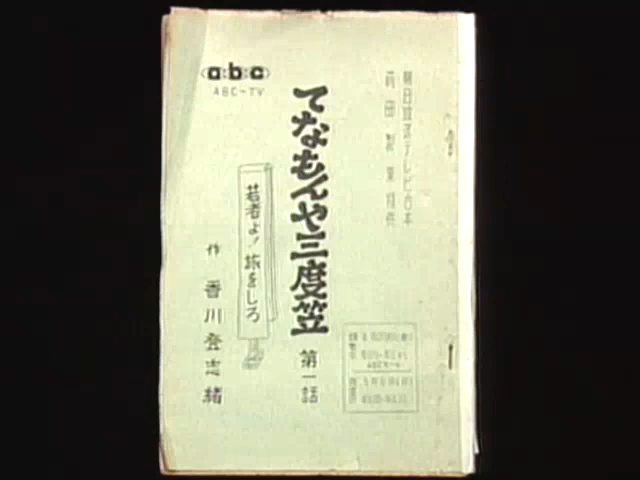 朝日放送テレビ台本
前田製菓提供
てなもんや三度笠
第一話
若者よ!旅をしろ
作 香川登志緒
abc
ABC-TV